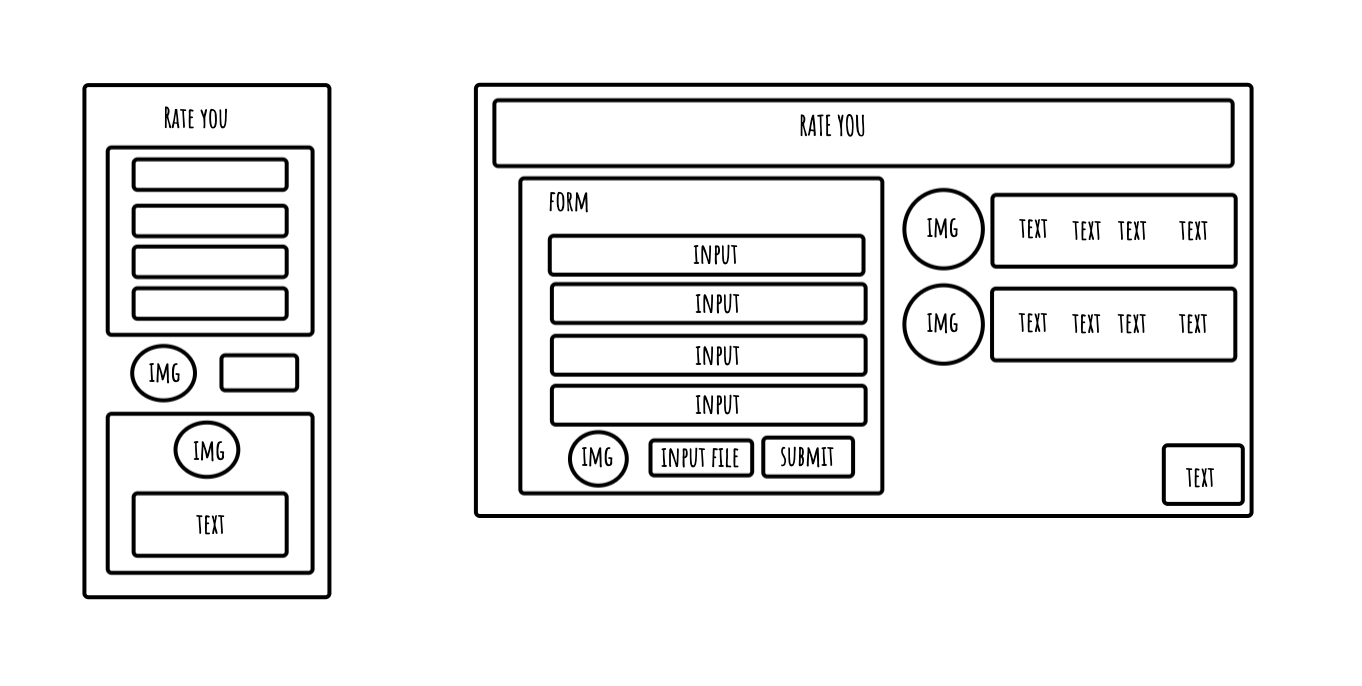 Rate you
IMG
IMG
TEXT
RATE YOU
FORM
INPUT
INPUT
INPUT
INPUT
IMG INPUT FILE SUBMIT
IMG TEXT TEXT TEXT TEXT
IMG TEXT TEXT TEXT TEXT
TEXT